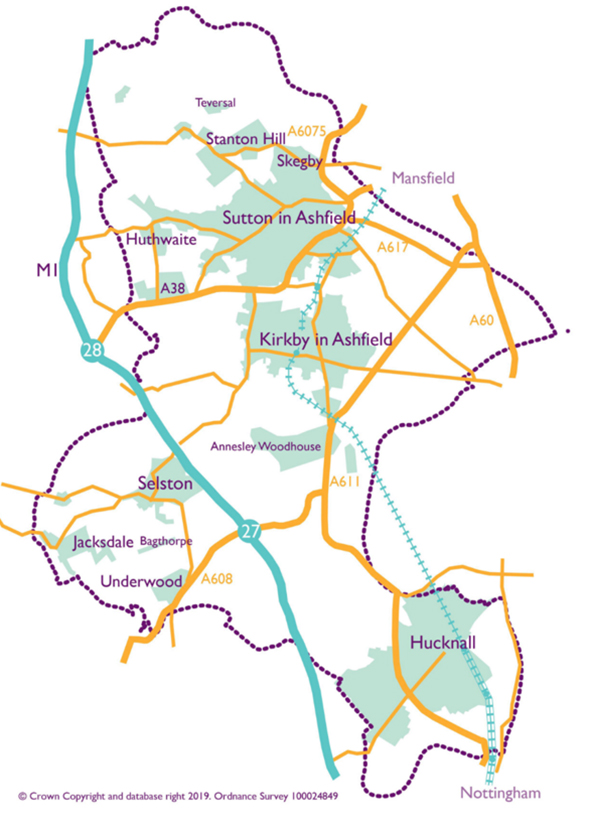 Teversal
A6075
Stanton Hill
Skegby
Mansfield
Sutton in Ashfield
Huthwaite
A617
M1
A38
A60
28
Kirkby in Ashfield
Annesley Woodhouse
Selston
A611
27
Jacksdale
Bagthorpe
Underwood
A608
Hucknall
Nottingham
© Crown Copyright and database right 2019. Ordnance Survey 100024849